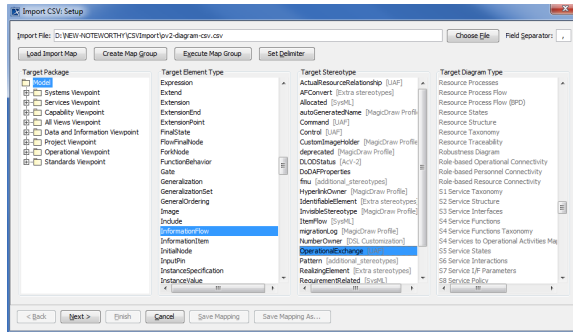 Import CSV: Setup
Import File: D:\NEW-NOTEWORTHY\CSVImport\pv2-diagram-csv.csv
Choose File
Field Separator: ,
Load Import Map
Create Map Group
Execute Map Group
Set Delimiter
Target Package
Model
Systems Viewpoint
Services Viewpoint
Capability Viewpoint
All Views Viewpoint
Data and Information Viewpoint
Project Viewpoint
Operational Viewpoint
Standards Viewpoint
Target Element Type
Expression
Extend
Extension
ExtensionEnd
ExtensionPoint
FinalState
FlowFinalNode
ForkNode
FunctionBehavior
Gate
Generalization
GeneralizationSet
GeneralOrdering
Image
Include
InformationFlow
InformationItem
InitialNode
InputPin
InstanceSpecification
InstanceValue
Target Stereotype
ActualResourceRelationship [UAF]
AFConvert [Extra stereotypes]
Allocated [SysML]
autoGeneratedName [MagicDraw Profile]
Command [UAF]
Control [UAF]
CustomImageHolder [MagicDraw Profile]
deprecated [MagicDraw Profile]
DLODStatus [AcV-2]
DoDAFProperties
fmu [additional_stereotypes]
HyperlinkOwner [MagicDraw Profile]
IdentifiableElement [Extra stereotypes]
InvisibleStereotype [MagicDraw Profile]
ItemFlow [SysML]
migrationLog [MagicDraw Profile]
NumberOwner [DSL Customization]
OperationalExchange
Pattern [additional_stereotypes]
RealizingElement [Extra stereotypes]
RequirementRelated [SysML]
Target Diagram Type
Resource Processes
Resource Process Flow
Resource Process Flow (BPD)
Resource States
Resource Structure
Resource Taxonomy
Resource Traceability
Robustness Diagram
Role-based Operational Connectivity
Role-based Personnel Connectivity
Role-based Resource Connectivity
S1 Service Taxonomy
S2 Service Structure
S3 Service Interfaces
S4 Service Functions
S4 Service Functions Taxonomy
S4 Services to Operational Activities Map
S5 Service States
S6 Service Interactions
S7 Service I/F Parameters
S8 Service Policy
< Back
Next >
Finish
Cancel
Save Mapping
Save Mapping As...